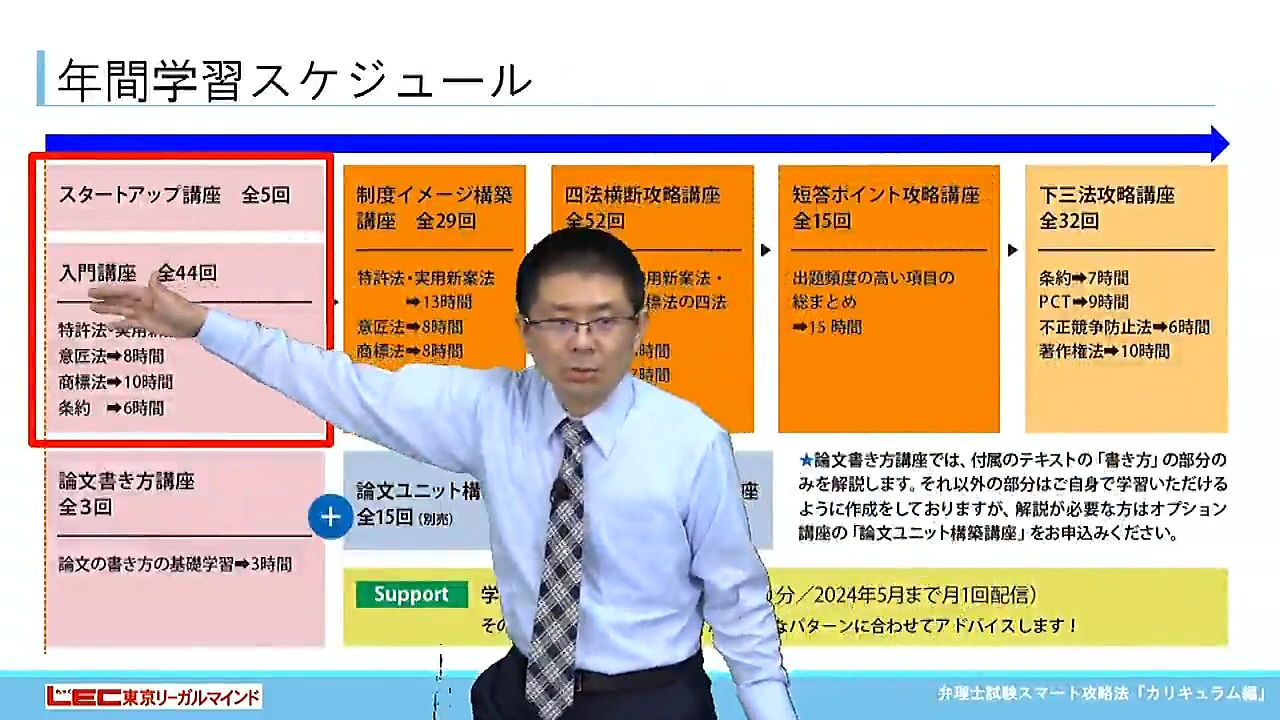 年間学習スケジュール
スタートアップ講座 全5回
入門講座 全44回
特許法・実用新
意匠法➡8時間
商標法➡10時間
条約 ➡6時間
論文書き方講座
全3回
論文の書き方の基礎学習➡3時間
制度イメージ構築
講座 全29回
特許法・実用新案法
➡13時間
意匠法➡8時間
商標法➡8時間
四法横断攻略講座
全52回
用新案法・
標法の四法
時間
時間
短答ポイント攻略講座
全15回
出題頻度の高い項目の
総まとめ
➡15時間
下三法攻略講座
全32回
条約➡7時間
PCT➡9時間
不正競争防止法➡6時間
著作権法➡10時間
+
論文ユニット構 座
全15回(別売)
★論文書き方講座では、付属のテキストの「書き方」の部分の
みを解説します。それ以外の部分はご自身で学習いただける
ように作成をしておりますが、解説が必要な方はオプション
講座の「論文ユニット構築講座」をお申込みください。
Support 学 分/2024年5月まで月1回配信)
その なパターンに合わせてアドバイスします!
LEC東京リーガルマインド
弁理士試験スマート攻略法「カリキュラム編」